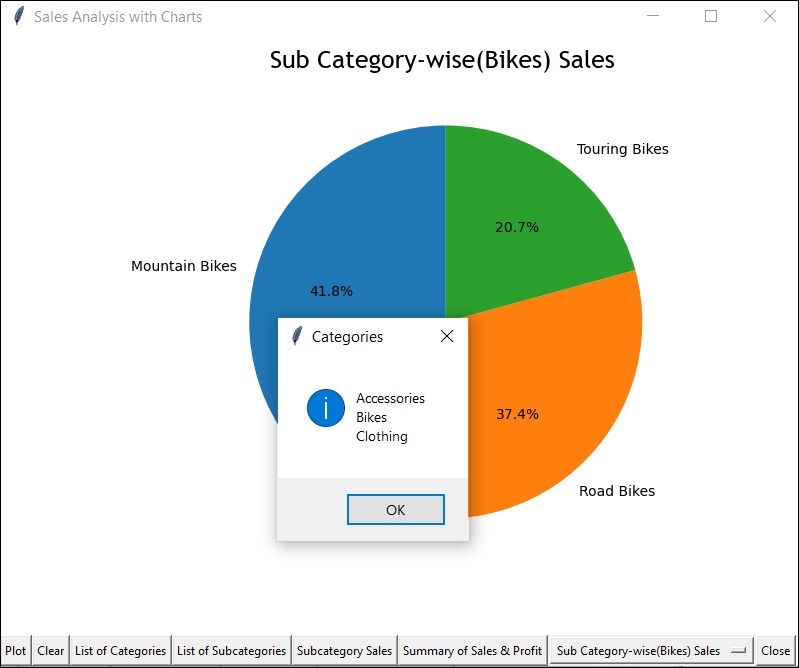 Sales Analysis with Charts
Sub Category-wise(Bikes) Sales
Touring Bikes
20.7%
Mountain Bikes
41.8%
Categories
Accessories
Bikes
Clothing
37.4%
Road Bikes
OK
Plot Clear List of Categories List of Subcategories Subcategory Sales Summary of Sales & Profit Sub Category-wise(Bikes) Sales Close